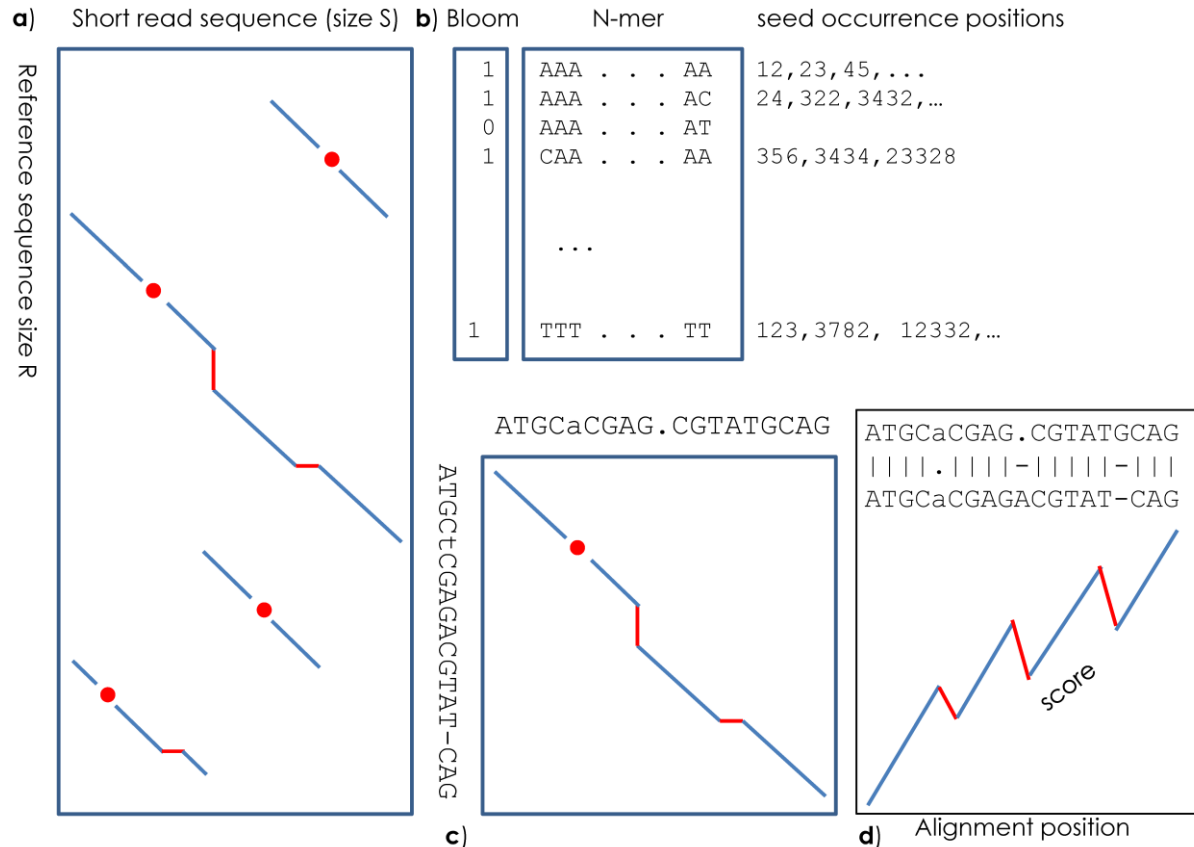 a) Short read sequence (size S)
Reference sequence size R
b) Bloom N-mer seed occurrence positions
1 AAA . . . AA 12,23,45,...
1 AAA . . . AC 24,322,3432,…
0 AAA . . . AT
1 CAA . . . AA 356,3434,23328
...
1 TTT . . . TT 123,3782, 12332,…
ATGCaCGAG.CGTATGCAG
ATGCtCGAGACGTAT-CAG
c)
ATGCaCGAG.CGTATGCAG
||||.||||-|||||-|||
ATGCaCGAGACGTAT-CAG
score
d) Alignment position